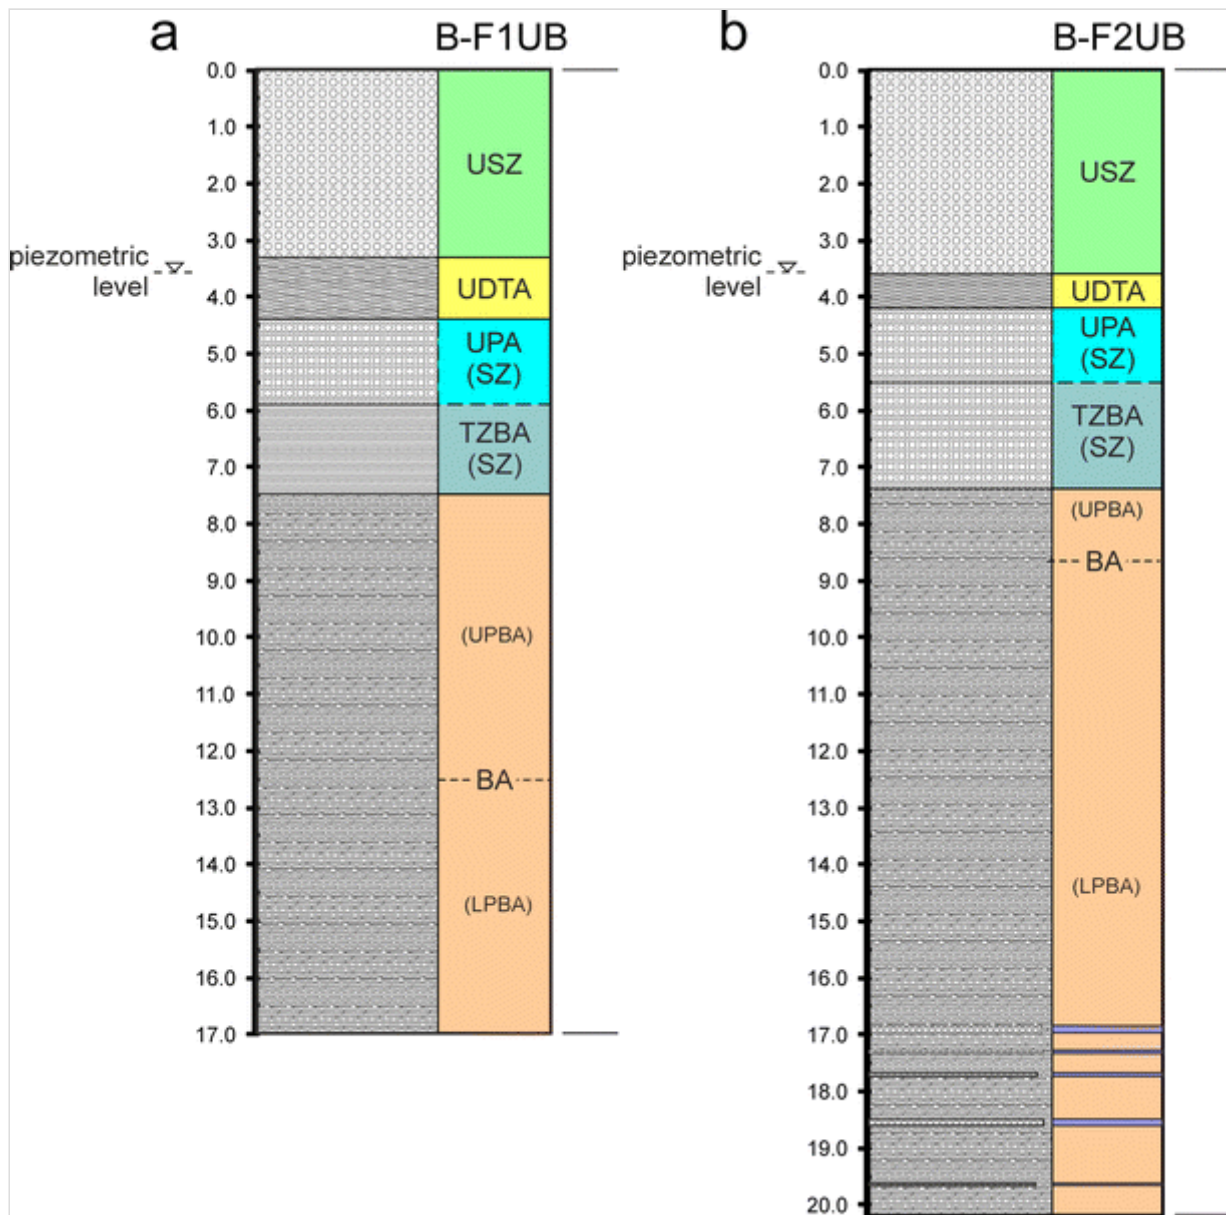 a
B-F1UB
0.0
1.0
2.0
3.0
4.0
5.0
6.0
7.0
8.0
9.0
10.0
11.0
12.0
13.0
14.0
15.0
16.0
17.0
piezometric
level
USZ
UDTA
UPA
(SZ)
TZBA
(SZ)
(UPBA)
BA
(LPBA)
b
B-F2UB
0.0
1.0
2.0
3.0
4.0
5.0
6.0
7.0
8.0
9.0
10.0
11.0
12.0
13.0
14.0
15.0
16.0
17.0
18.0
19.0
20.0
piezometric
level
USZ
UDTA
UPA
(SZ)
TZBA
(SZ)
(UPBA)
BA
(LPBA)